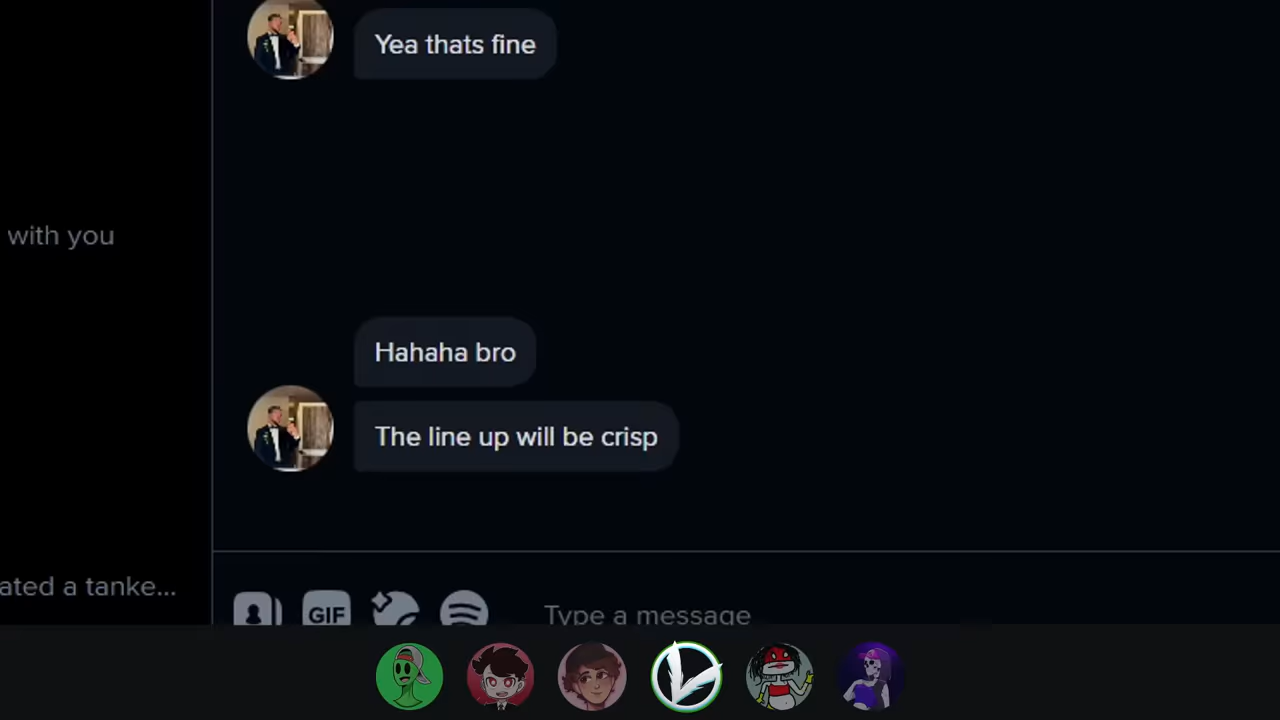 Yea thats fine
with you
Hahaha bro
The line up will be crisp
ated a tanke...
GIF
Type a message